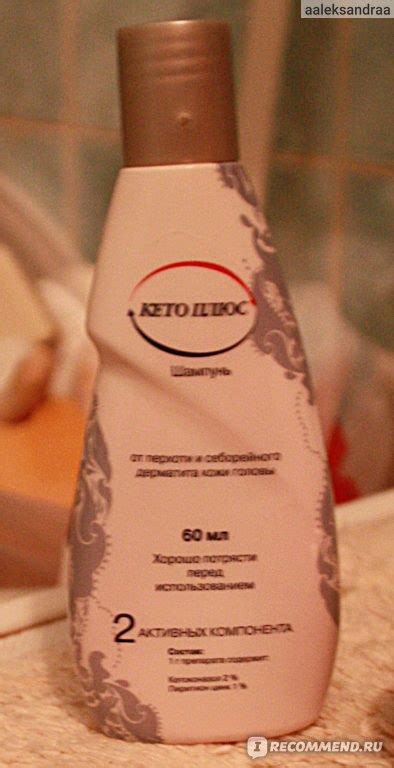 aaleksandraa
КЕТО ПЛЮС
Шампунь
от перхоти и себорейного
дерматита кожи головы
60 мл
Хорошо потрясти
перед
использованием
2 АКТИВНЫХ КОМПОНЕНТА
Состав:
1 г препарата содержит:
Кетоконазол 2 %
Пиритион цинк 1 %
IRECOMMEND.RU